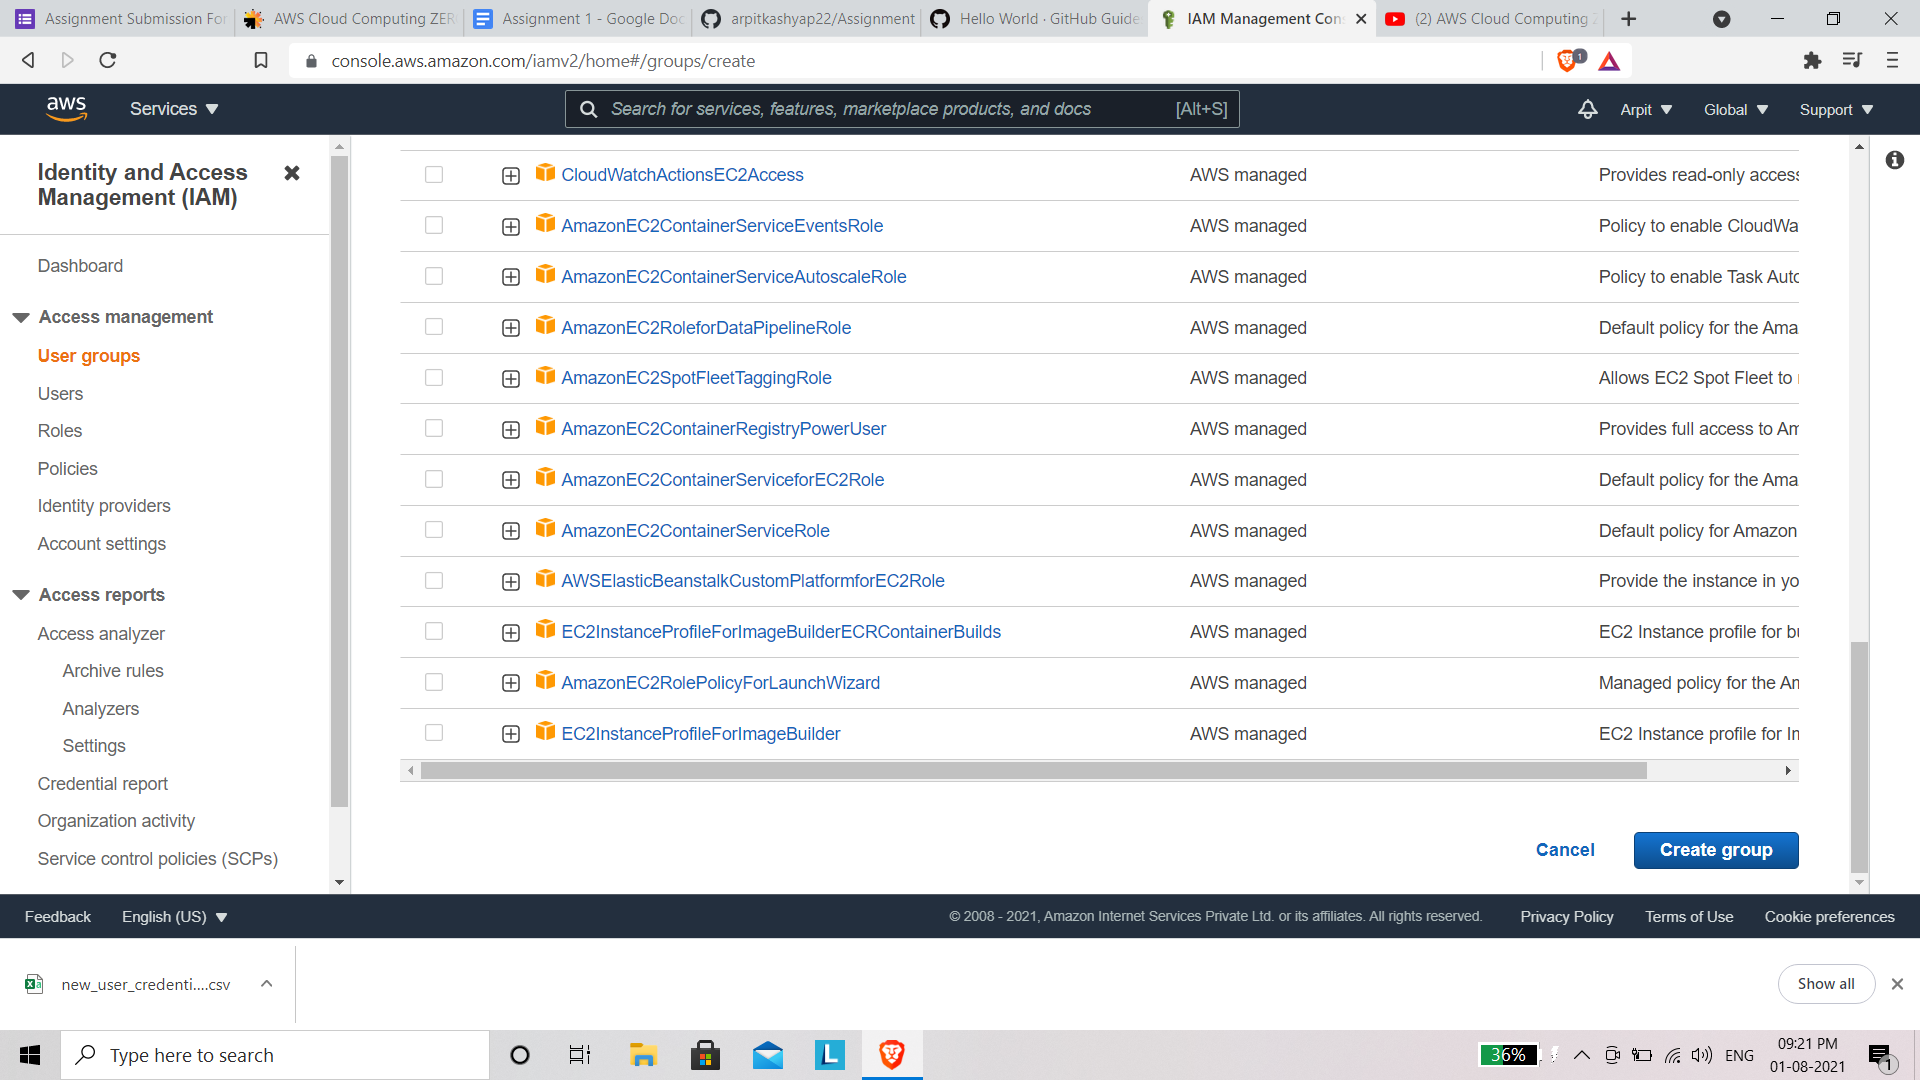 Assignment Submission For
AWS Cloud Computing ZER
Assignment 1 - Google Doc
arpitkashyap22/Assignment
Hello World · GitHub Guide
IAM Management Con
(2) AWS Cloud Computing Z
console.aws.amazon.com/iamv2/home#/groups/create
1
aws
Services
Search for services, features, marketplace products, and docs
[Alt+S]
Arpit
Global
Support
Identity and Access
Management (IAM)
Dashboard
Access management
User groups
Users
Roles
Policies
Identity providers
Account settings
Access reports
Access analyzer
Archive rules
Analyzers
Settings
Credential report
Organization activity
Service control policies (SCPs)
CloudWatchActionsEC2Access AWS managed Provides read-only access
AmazonEC2ContainerServiceEventsRole AWS managed Policy to enable CloudWa
AmazonEC2ContainerServiceAutoscaleRole AWS managed Policy to enable Task Auto
AmazonEC2RoleforDataPipelineRole AWS managed Default policy for the Ama
AmazonEC2SpotFleetTaggingRole AWS managed Allows EC2 Spot Fleet to
AmazonEC2ContainerRegistryPowerUser AWS managed Provides full access to Am
AmazonEC2ContainerServiceforEC2Role AWS managed Default policy for the Ama
AmazonEC2ContainerServiceRole AWS managed Default policy for Amazon
AWSElasticBeanstalkCustomPlatformforEC2Role AWS managed Provide the instance in yo
EC2InstanceProfileForImageBuilderECRContainerBuilds AWS managed EC2 Instance profile for bu
AmazonEC2RolePolicyForLaunchWizard AWS managed Managed policy for the Am
EC2InstanceProfileForImageBuilder AWS managed EC2 Instance profile for Im
Cancel
Create group
Feedback
English (US)
© 2008 - 2021, Amazon Internet Services Private Ltd. or its affiliates. All rights reserved.
Privacy Policy
Terms of Use
Cookie preferences
new_user_credenti....csv
Show all
Type here to search
L
36%
ENG
09:21 PM
01-08-2021
1